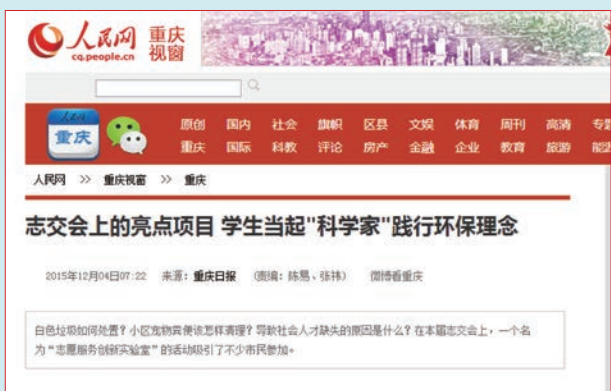 人民网
cq.people.cn
重庆
视窗
人民网
重庆
原创 国内 社会 旗帜 区县 文娱 体育 周刊 高清 专题
重庆 国际 科教 评论 房产 金融 企业 教育 旅游 能源
人民网 >> 重庆视窗 >> 重庆
志交会上的亮点项目 学生当起"科学家"践行环保理念
2015年12月04日07:22 来源:重庆日报 (责编:陈易、张祎) 微博看重庆
白色垃圾如何处置?小区宠物粪便该怎样清理?导致社会人才缺失的原因是什么?在本届志交会上,一个名
为“志愿服务创新实验室”的活动吸引了不少市民参加。